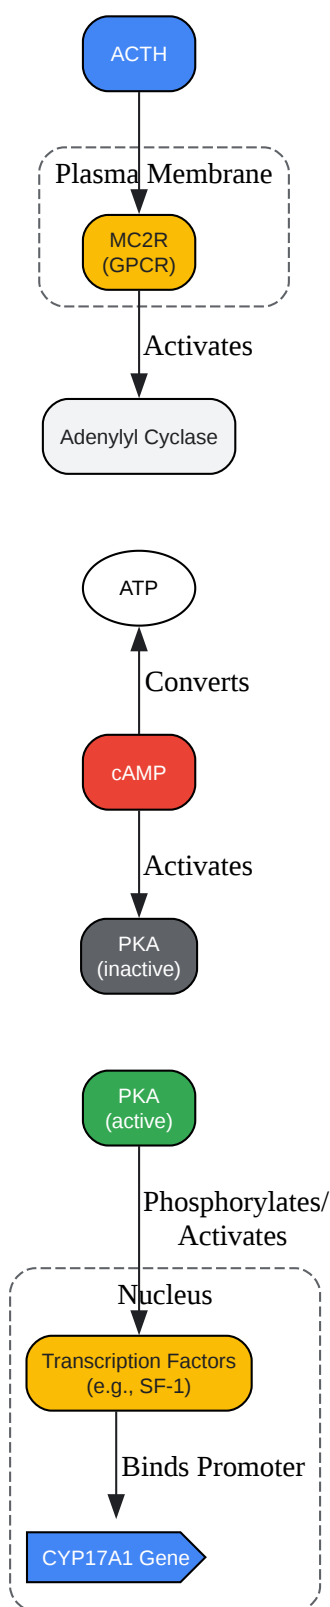 ACTH
Plasma Membrane
MC2R
(GPCR)
Activates
Adenylyl Cyclase
ATP
Converts
cAMP
Activates
PKA
(inactive)
PKA
(active)
Phosphorylates/
Activates
Nucleus
Transcription Factors
(e.g., SF-1)
Binds Promoter
CYP17A1 Gene